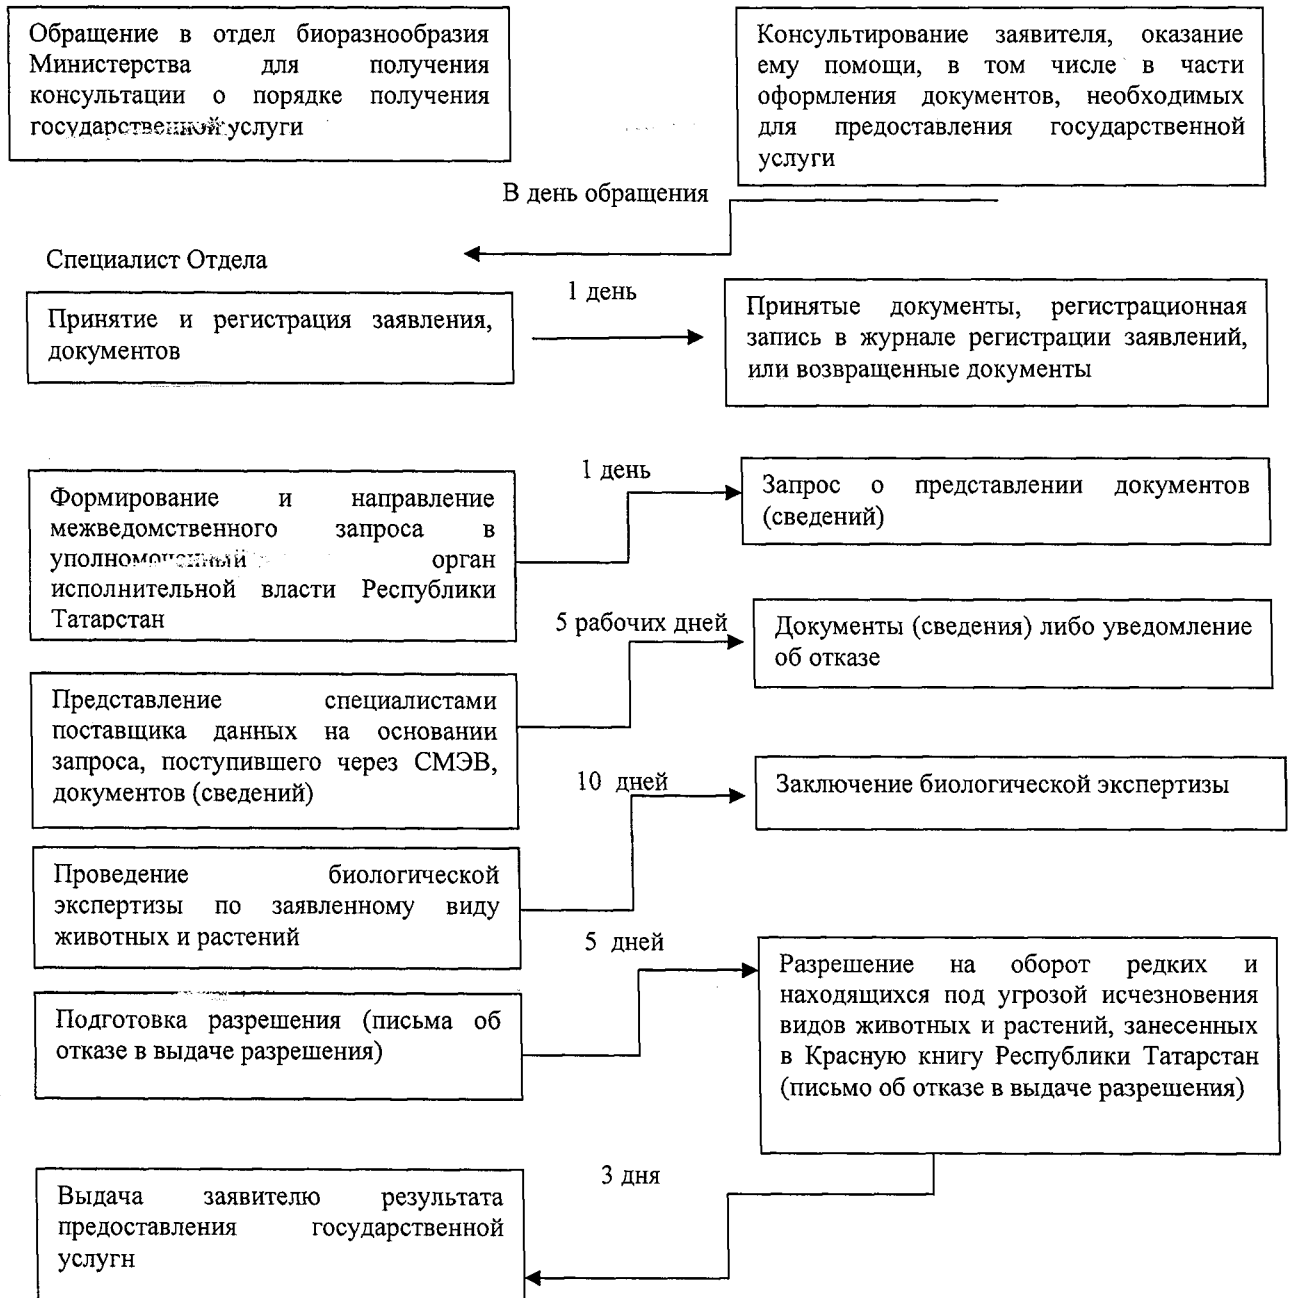 Обращение в отдел биоразнообразия
Министерства для получения
консультации о порядке получения
государственной услуги
Консультирование заявителя, оказание
ему помощи, в том числе в части
оформления документов, необходимых
для предоставления государственной
услуги
В день обращения
Специалист Отдела
Принятие и регистрация заявления,
документов
1 день
Принятые документы, регистрационная
запись в журнале регистрации заявлений,
или возвращенные документы
Формирование и направление
межведомственного запроса в
уполномоченный орган
исполнительной власти Республики
Татарстан
1 день
Запрос о представлении документов
(сведений)
5 рабочих дней
Документы (сведения) либо уведомление
об отказе
Представление специалистами
поставщика данных на основании
запроса, поступившего через СМЭВ,
документов (сведений)
10 дней
Заключение биологической экспертизы
Проведение биологической
экспертизы по заявленному виду
животных и растений
5 дней
Разрешение на оборот редких и
находящихся под угрозой исчезновения
видов животных и растений, занесенных
в Красную книгу Республики Татарстан
(письмо об отказе в выдаче разрешения)
Подготовка разрешения (письма об
отказе в выдаче разрешения)
3 дня
Выдача заявителю результата
предоставления государственной
услуги